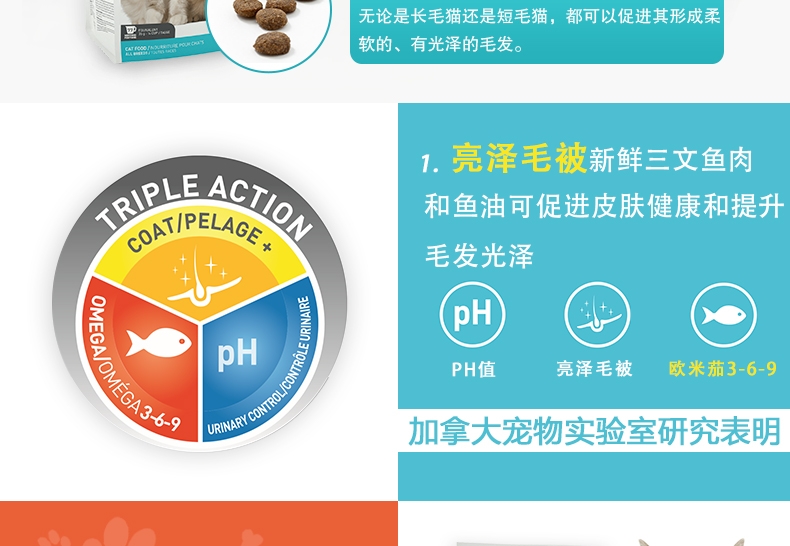 无论是长毛猫还是短毛猫，都可以促进其形成柔
软的、有光泽的毛发。
CAT FOOD / NOURRITURE POUR CHATS
TRIPLE ACTION
COAT/PELAGE +
OMEGA/OMÉGA 3-6-9
pH
URINARY CONTROL/CONTRÔLE URINAIRE
1. 亮泽毛被新鲜三文鱼肉
和鱼油可促进皮肤健康和提升
毛发光泽
pH
PH值 亮泽毛被 欧米茄3-6-9
加拿大宠物实验室研究表明